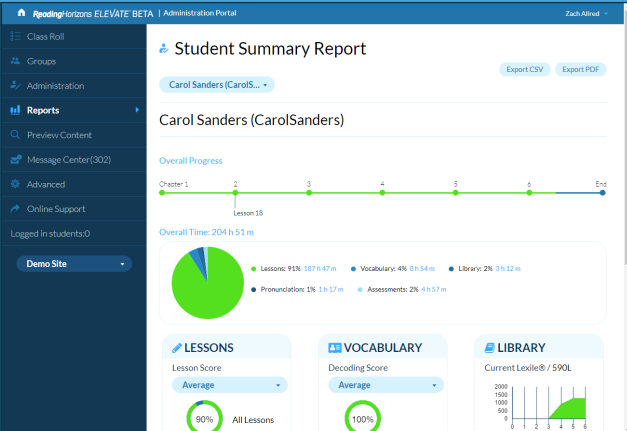 ReadingHorizons ELEVATE BETA | Administration Portal
Zach Allred
Class Roll
Groups
Administration
Reports
Preview Content
Message Center(302)
Advanced
Online Support
Logged in students:0
Demo Site
Student Summary Report
Export CSV Export PDF
Carol Sanders (CarolS...
Carol Sanders (CarolSanders)
Overall Progress
Chapter 1 2 3 4 5 6 End
Lesson 18
Overall Time: 204 h 51 m
Lessons: 91% 187 h 47 m Vocabulary: 4% 8 h 54 m Library: 2% 3 h 12 m
Pronunciation: 1% 1 h 17 m Assessments: 2% 4 h 57 m
LESSONS
Lesson Score
Average
90% All Lessons
VOCABULARY
Decoding Score
Average
100%
LIBRARY
Current Lexile® / 590L
2000
1500
1000
500
0
0 1 2 3 4 5 6